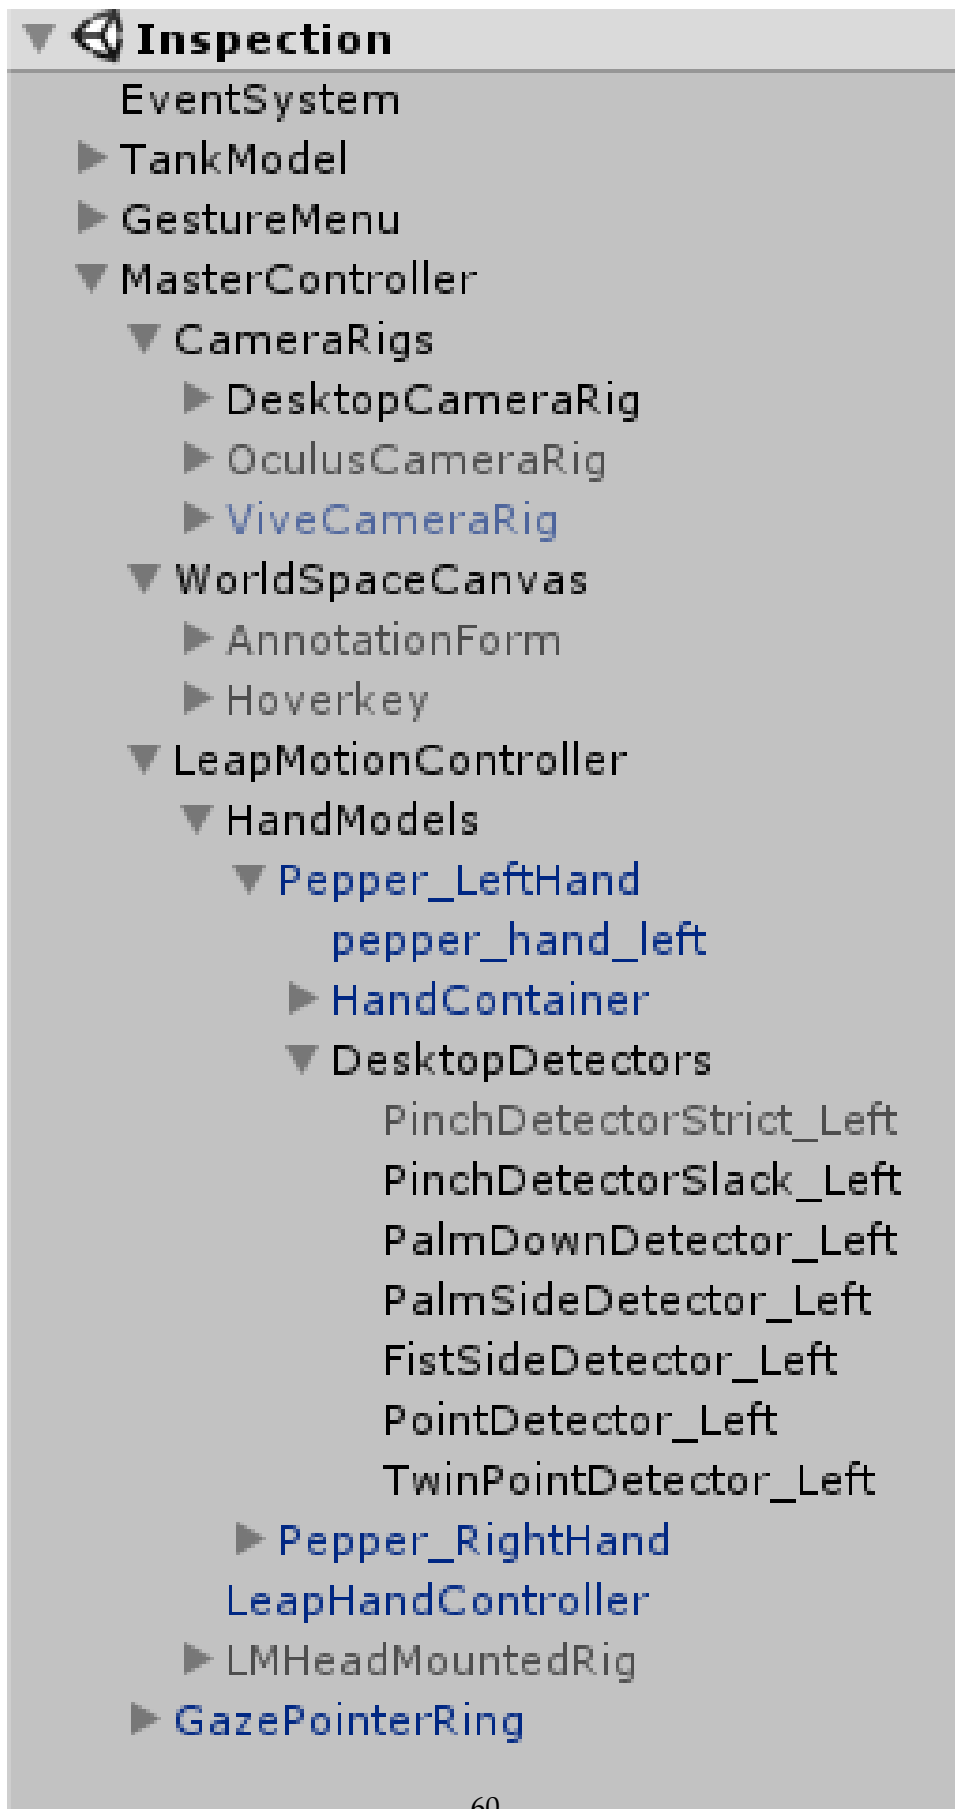 Inspection
EventSystem
TankModel
GestureMenu
MasterController
CameraRigs
DesktopCameraRig
OculusCameraRig
ViveCameraRig
WorldSpaceCanvas
AnnotationForm
Hoverkey
LeapMotionController
HandModels
Pepper_LeftHand
pepper_hand_left
HandContainer
DesktopDetectors
PinchDetectorStrict_Left
PinchDetectorSlack_Left
PalmDownDetector_Left
PalmSideDetector_Left
FistSideDetector_Left
PointDetector_Left
TwinPointDetector_Left
Pepper_RightHand
LeapHandController
LMHeadMountedRig
GazePointerRing
60